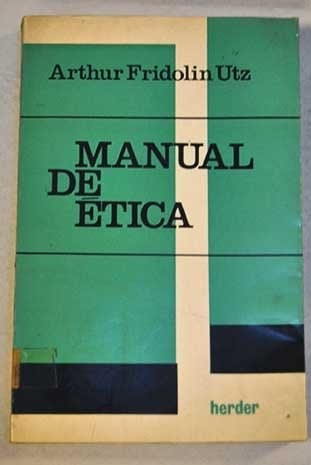 Arthur Fridolin Utz
MANUAL
DE
ÉTICA
herder